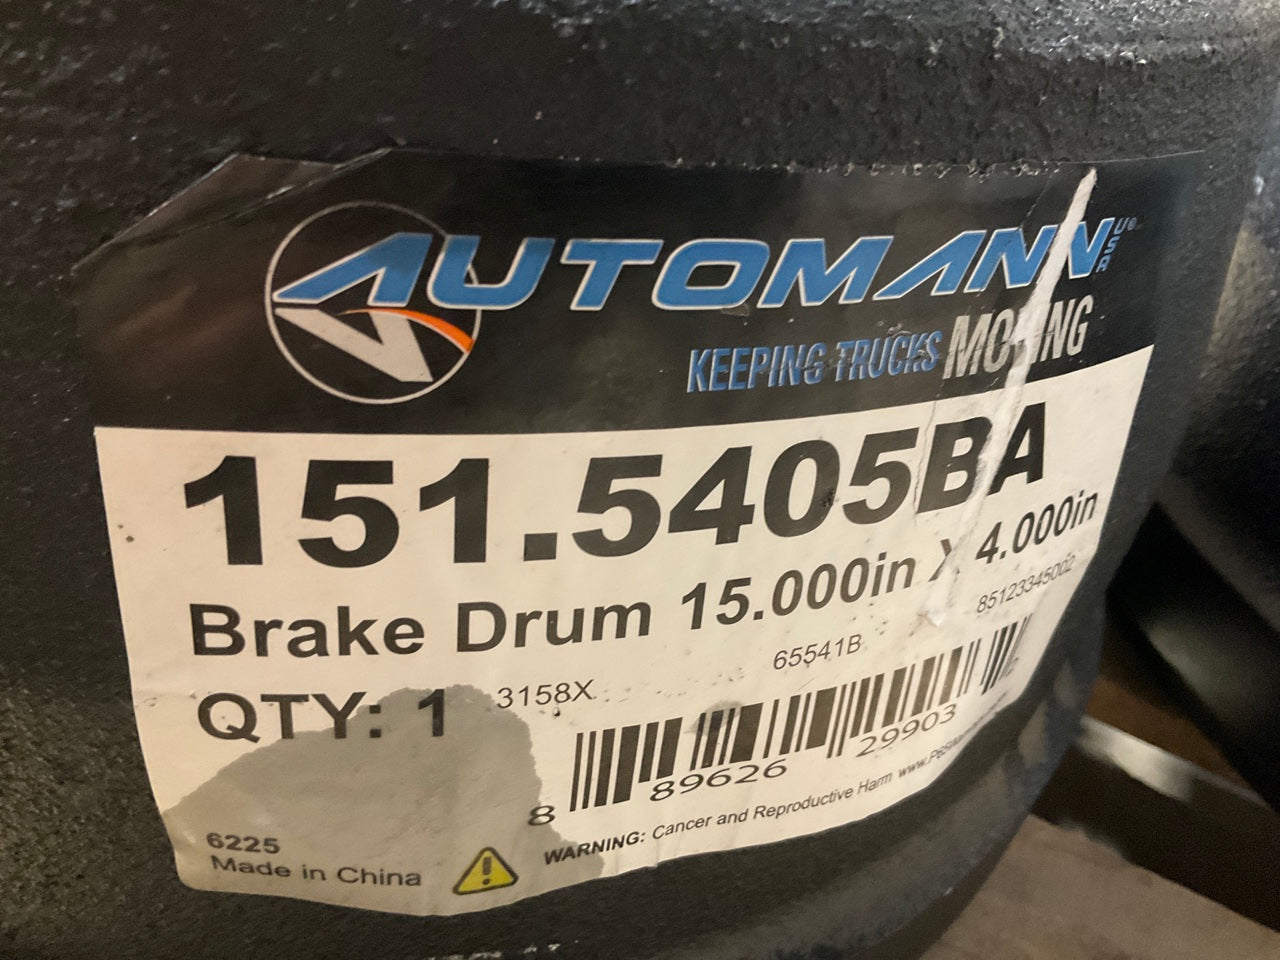 AUTOMANN USA®
KEEPING TRUCKS MOVING
151.5405BA
Brake Drum 15.000in X 4.000in
85123345002
QTY: 1 3158X 65541B
8 89626 29903
6225
Made in China
WARNING: Cancer and Reproductive Harm